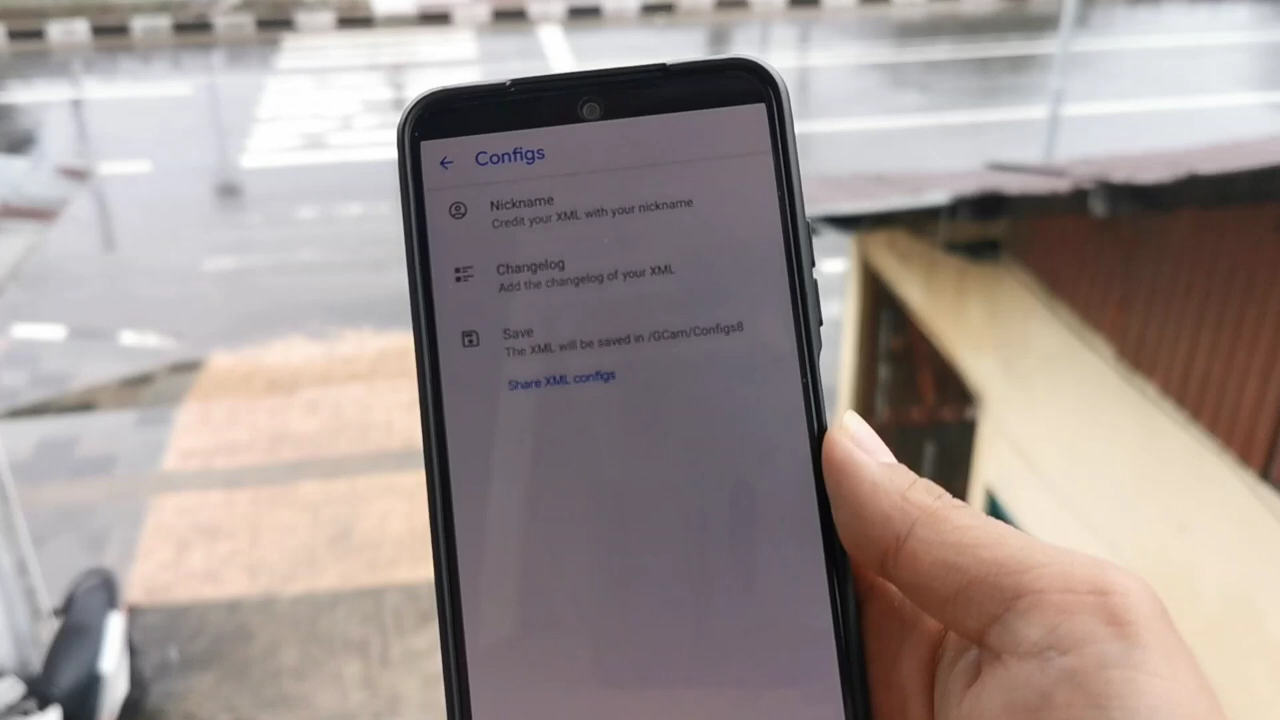 Configs
Nickname
Credit your XML with your nickname
Changelog
Add the changelog of your XML
Save
The XML will be saved in /GCam/Configs8
Share XML configs